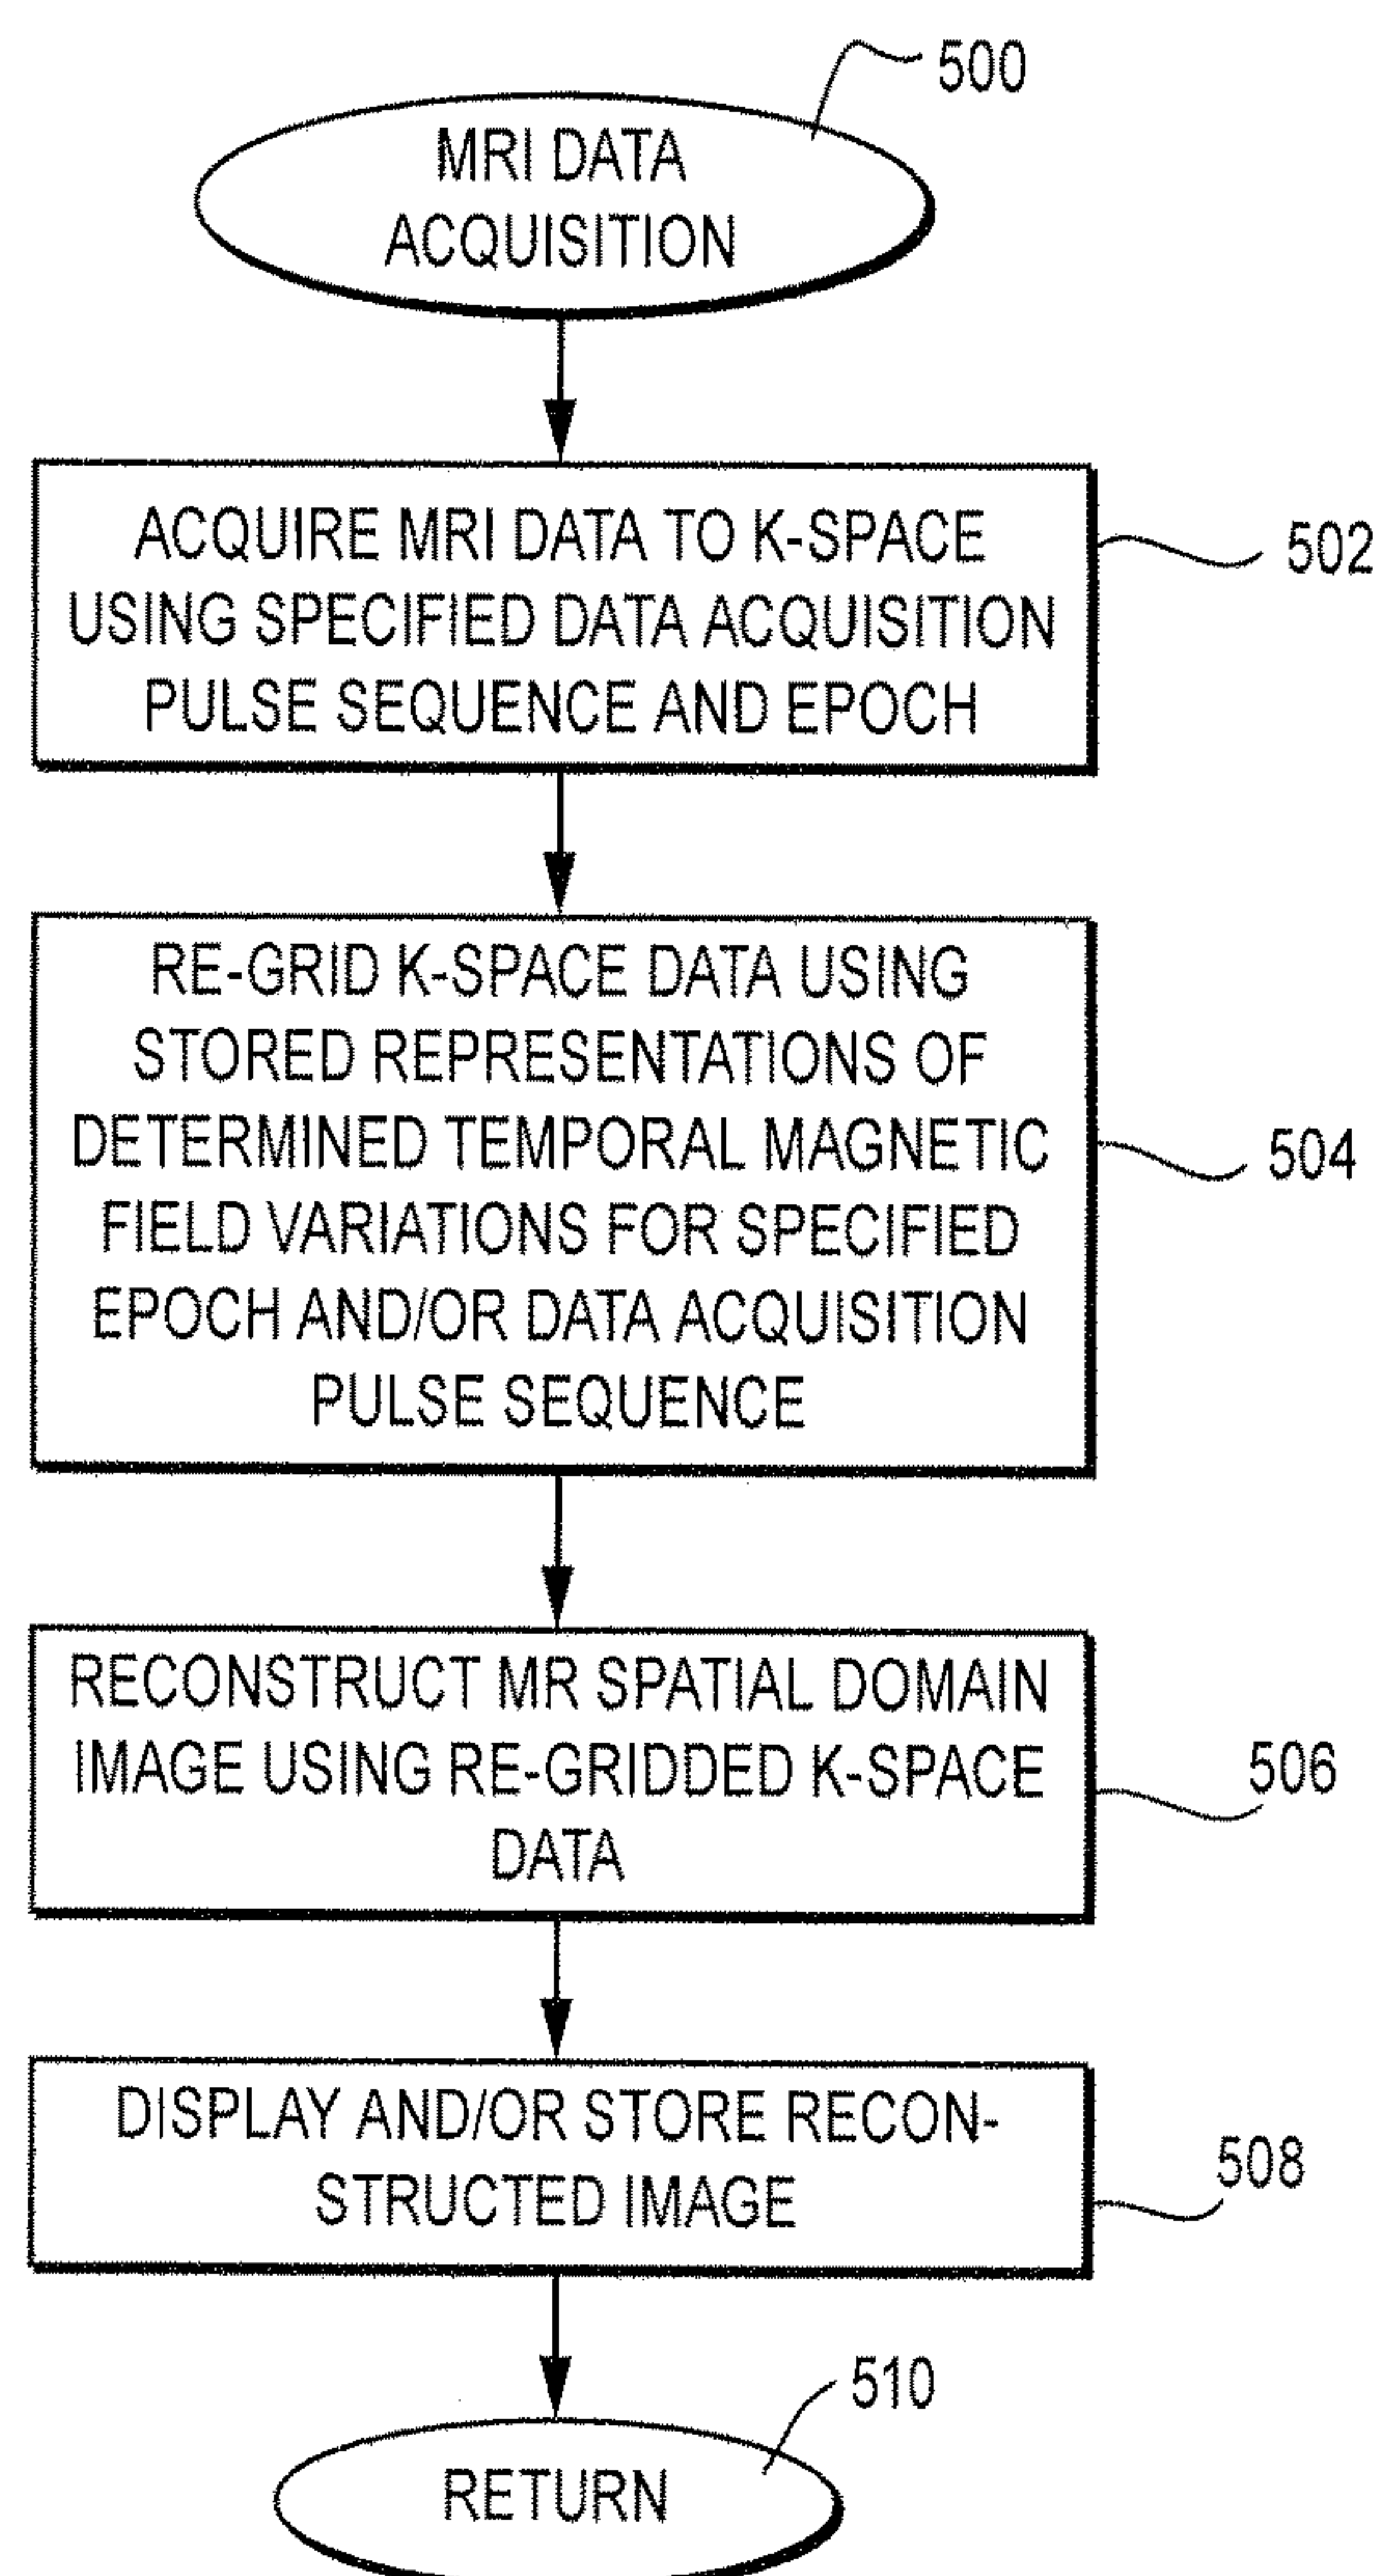 500
MRI DATA
ACQUISITION
ACQUIRE MRI DATA TO K-SPACE
USING SPECIFIED DATA ACQUISITION
PULSE SEQUENCE AND EPOCH
502
RE-GRID K-SPACE DATA USING
STORED REPRESENTATIONS OF
DETERMINED TEMPORAL MAGNETIC
FIELD VARIATIONS FOR SPECIFIED
EPOCH AND/OR DATA ACQUISITION
PULSE SEQUENCE
504
RECONSTRUCT MR SPATIAL DOMAIN
IMAGE USING RE-GRIDDED K-SPACE
DATA
506
DISPLAY AND/OR STORE RECON-
STRUCTED IMAGE
508
510
RETURN